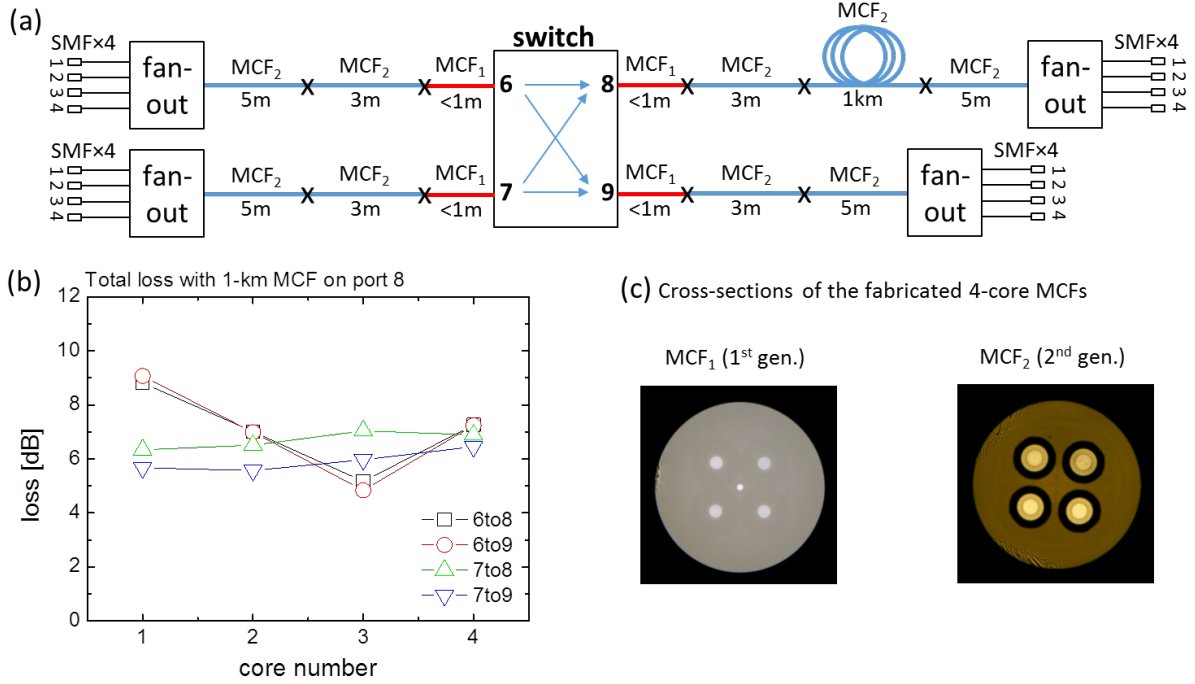 (a)
SMF×4
1
2
3
4
fan-
out
MCF2
5m
X
MCF2
3m
X
MCF1
<1m
switch
6
8
7
9
MCF1
<1m
X
MCF2
3m
X
MCF2
1km
X
MCF2
5m
fan-
out
SMF×4
1
2
3
4
SMF×4
1
2
3
4
fan-
out
MCF2
5m
X
MCF2
3m
X
MCF1
<1m
MCF1
<1m
X
MCF2
3m
X
MCF2
5m
fan-
out
SMF×4
1
2
3
4
(b)
Total loss with 1-km MCF on port 8
12
10
8
6
4
2
0
loss [dB]
6to8
6to9
7to8
7to9
1
2
3
4
core number
(c) Cross-sections of the fabricated 4-core MCFs
MCF1 (1st gen.)
MCF2 (2nd gen.)